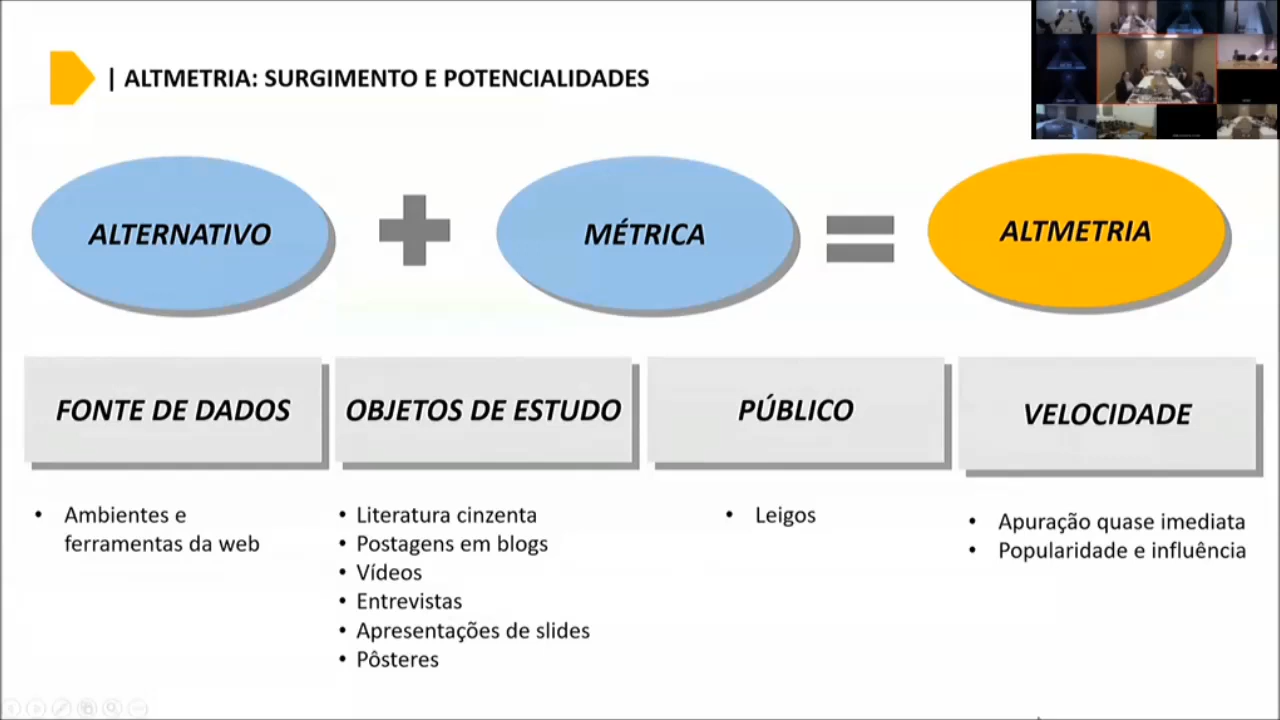 | ALTMETRIA: SURGIMENTO E POTENCIALIDADES
ALTERNATIVO
MÉTRICA
ALTMETRIA
FONTE DE DADOS
OBJETOS DE ESTUDO
PÚBLICO
VELOCIDADE
• Ambientes e
ferramentas da web
• Literatura cinzenta
• Postagens em blogs
• Vídeos
• Entrevistas
• Apresentações de slides
• Pôsteres
• Leigos
• Apuração quase imediata
• Popularidade e influência